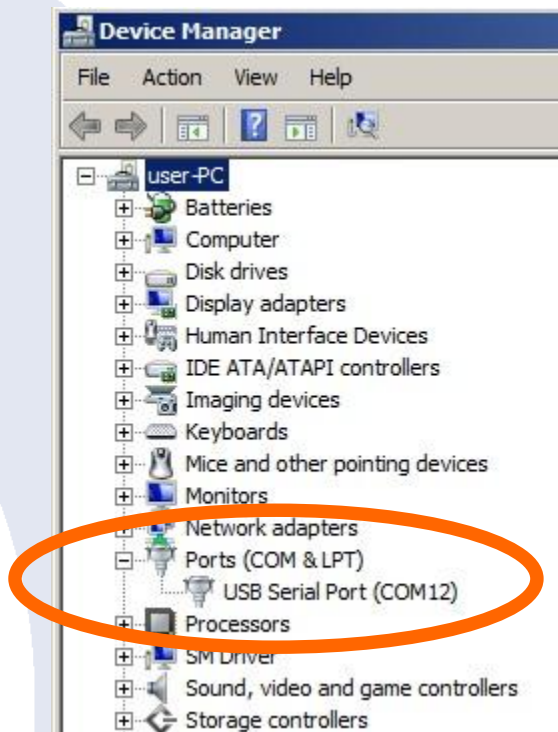 Device Manager
File Action View Help
user-PC
Batteries
Computer
Disk drives
Display adapters
Human Interface Devices
IDE ATA/ATAPI controllers
Imaging devices
Keyboards
Mice and other pointing devices
Monitors
Network adapters
Ports (COM & LPT)
USB Serial Port (COM12)
Processors
SM Driver
Sound, video and game controllers
Storage controllers